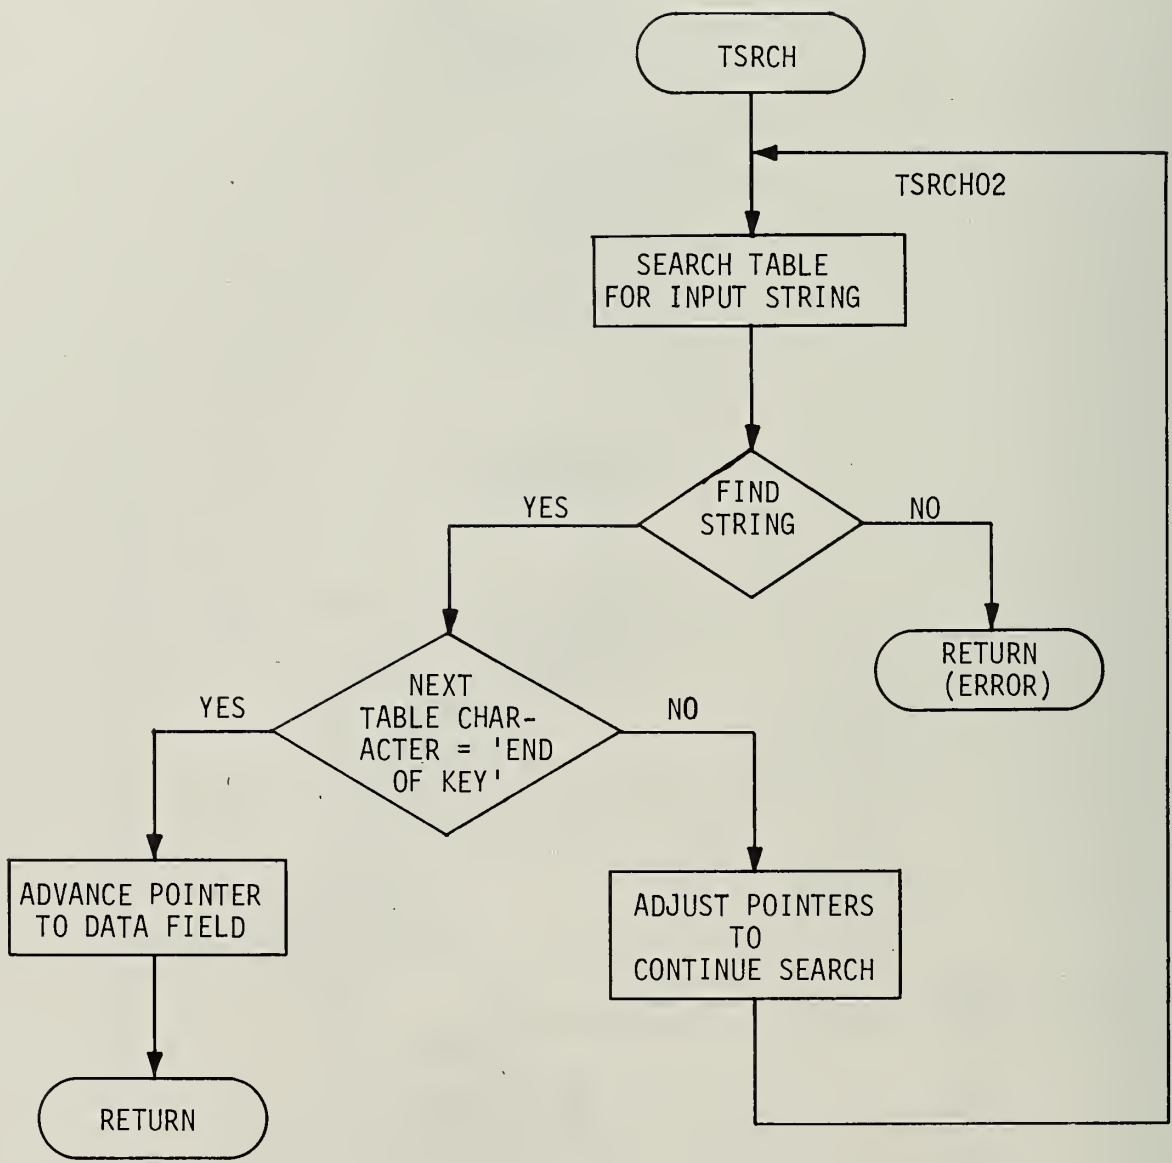 TSRCH
TSRCH02
SEARCH TABLE
FOR INPUT STRING
FIND
STRING
YES
NO
RETURN
(ERROR)
NEXT
TABLE CHAR-
ACTER = 'END
OF KEY'
YES
NO
ADVANCE POINTER
TO DATA FIELD
ADJUST POINTERS
TO
CONTINUE SEARCH
RETURN